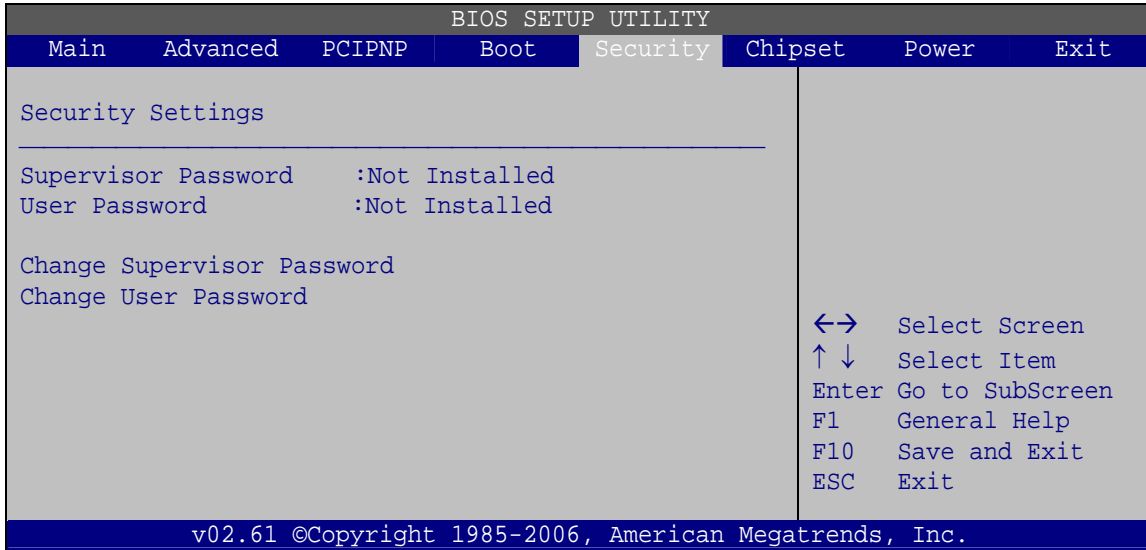 BIOS SETUP UTILITY
Main Advanced PCIPNP Boot Security Chipset Power Exit
Security Settings
Supervisor Password :Not Installed
User Password :Not Installed
Change Supervisor Password
Change User Password
←→ Select Screen
↑ ↓ Select Item
Enter Go to SubScreen
F1 General Help
F10 Save and Exit
ESC Exit
v02.61 ©Copyright 1985-2006, American Megatrends, Inc.